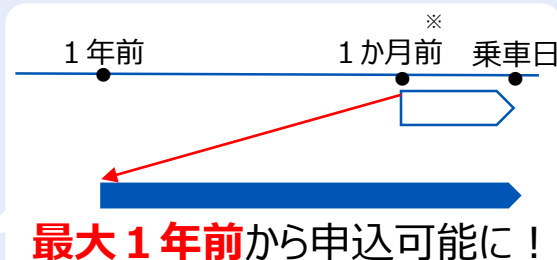 ※
１年前 １か月前 乗車日
最大１年前から申込可能に！